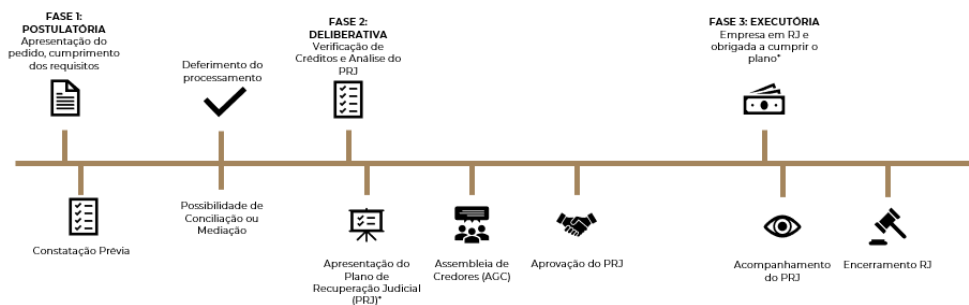 FASE 1:
POSTULATÓRIA
Apresentação do
pedido, cumprimento
dos requisitos
Deferimento do
processamento
FASE 2:
DELIBERATIVA
Verificação de
Créditos e Análise do
PRJ
FASE 3: EXECUTÓRIA
Empresa em RJ e
obrigada a cumprir o
plano*
Constatação Prévia
Possibilidade de
Conciliação ou
Mediação
Apresentação do
Plano de
Recuperação Judicial
(PRJ)*
Assembleia de
Credores (AGC)
Aprovação do PRJ
Acompanhamento
do PRJ
Encerramento RJ